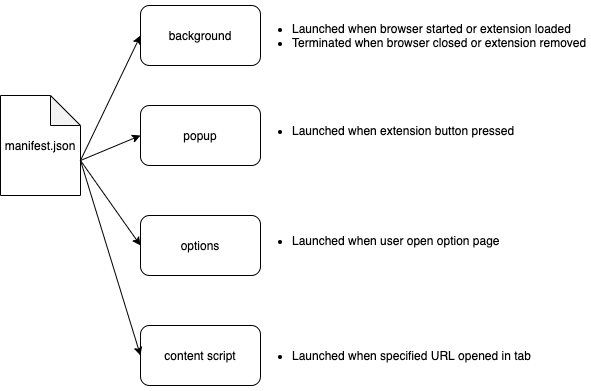 background
• Launched when browser started or extension loaded
• Terminated when browser closed or extension removed
manifest.json
popup
• Launched when extension button pressed
options
• Launched when user open option page
content script
• Launched when specified URL opened in tab